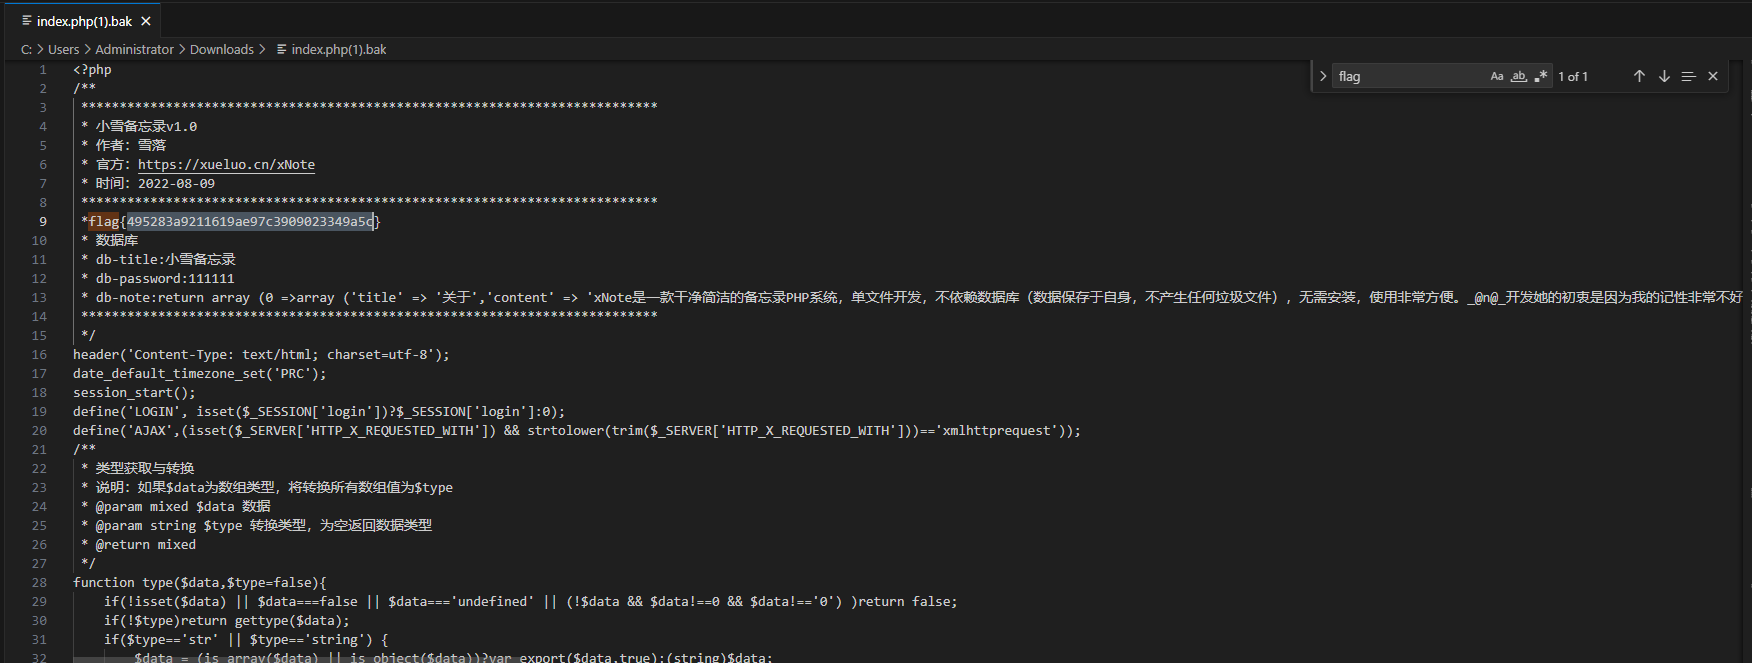 index.php(1).bak
C: > Users > Administrator > Downloads > index.php(1).bak
flag
Aa ab .* 1 of 1
1 <?php
2 /**
3 ***************************************************************************
4 * 小雪备忘录v1.0
5 * 作者：雪落
6 * 官方：https://xueluo.cn/xNote
7 * 时间：2022-08-09
8 ***************************************************************************
9 *flag{495283a9211619ae97c3909023349a5c}
10 * 数据库
11 * db-title:小雪备忘录
12 * db-password:111111
13 * db-note:return array (0 =>array ('title' => '关于','content' => 'xNote是一款干净简洁的备忘录PHP系统，单文件开发，不依赖数据库（数据保存于自身，不产生任何垃圾文件），无需安装，使用非常方便。_@n@_开发她的初衷是因为我的记性非常不好
14 ***************************************************************************
15 */
16 header('Content-Type: text/html; charset=utf-8');
17 date_default_timezone_set('PRC');
18 session_start();
19 define('LOGIN', isset($_SESSION['login'])?$_SESSION['login']:0);
20 define('AJAX',(isset($_SERVER['HTTP_X_REQUESTED_WITH']) && strtolower(trim($_SERVER['HTTP_X_REQUESTED_WITH']))=='xmlhttprequest'));
21 /**
22 * 类型获取与转换
23 * 说明：如果$data为数组类型，将转换所有数组值为$type
24 * @param mixed $data 数据
25 * @param string $type 转换类型，为空返回数据类型
26 * @return mixed
27 */
28 function type($data,$type=false){
29 if(!isset($data) || $data===false || $data==='undefined' || (!$data && $data!==0 && $data!=='0') )return false;
30 if(!$type)return gettype($data);
31 if($type=='str' || $type=='string') {
32 $data = (is_array($data) || is_object($data))?var_export($data,true):(string)$data;